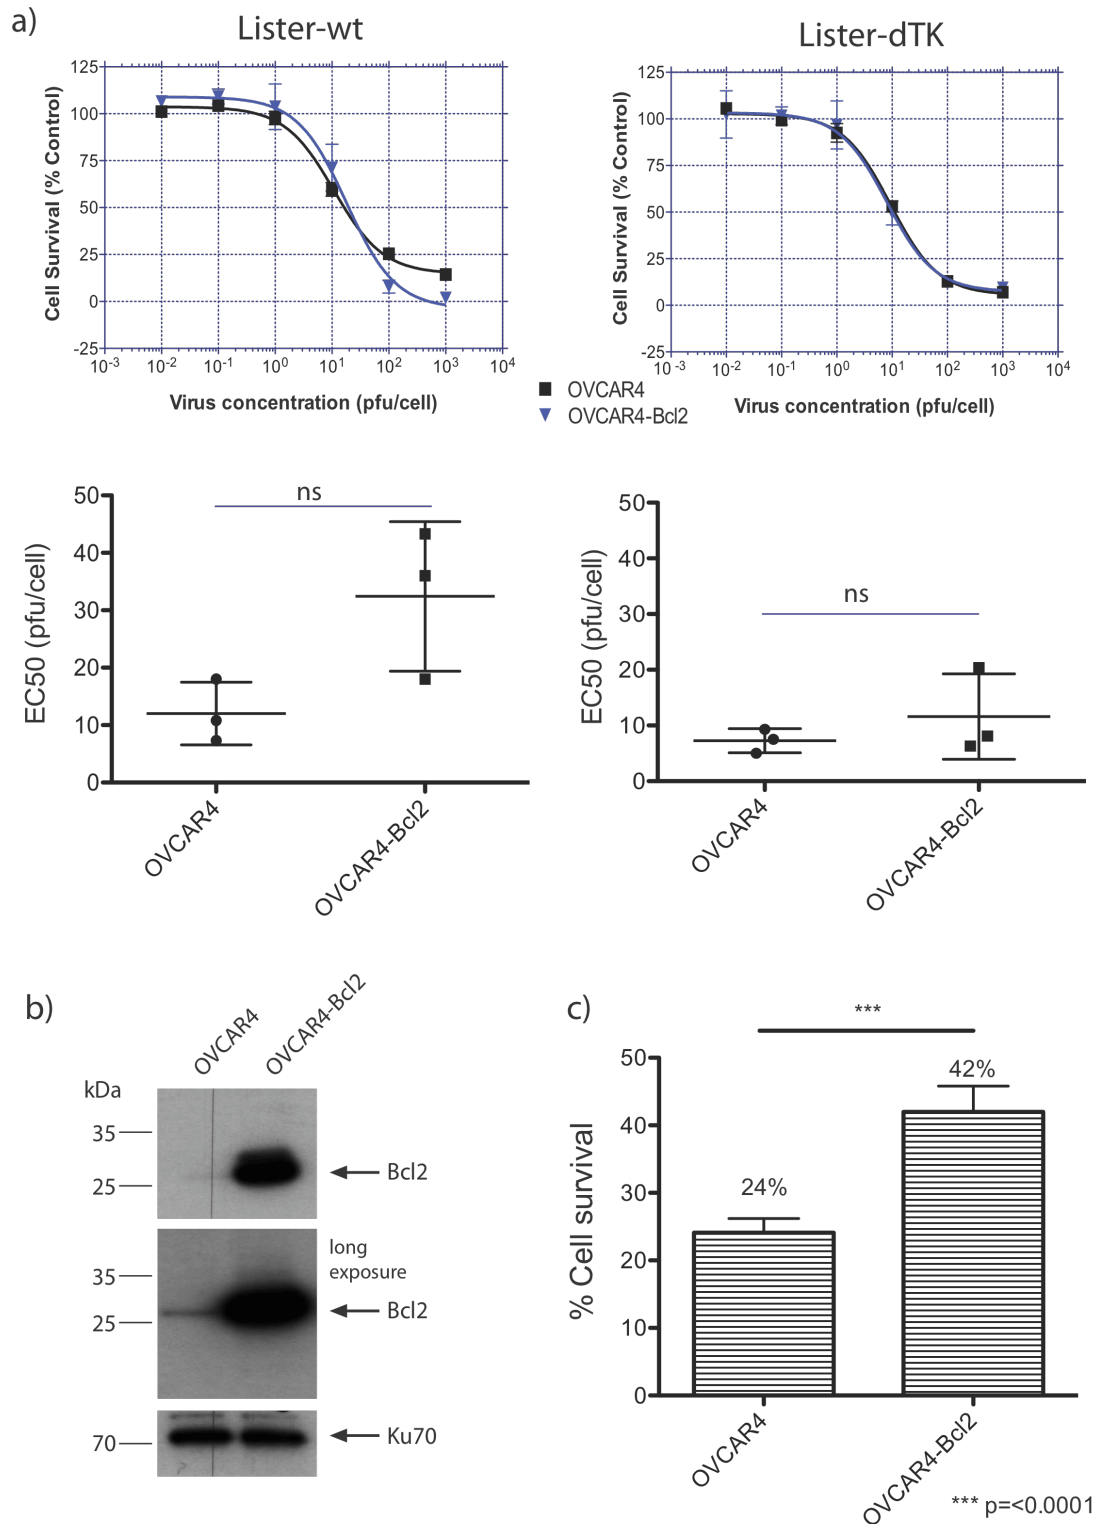 a)
Lister-wt
Cell Survival (% Control)
125
100
75
50
25
0
-25
10-3 10-2 10-1 100 101 102 103 104
Virus concentration (pfu/cell)
Lister-dTK
Cell Survival (% Control)
125
100
75
50
25
0
-25
10-3 10-2 10-1 100 101 102 103 104
Virus concentration (pfu/cell)
OVCAR4
OVCAR4-Bcl2
EC50 (pfu/cell)
50
40
30
20
10
0
ns
OVCAR4
OVCAR4-Bcl2
EC50 (pfu/cell)
50
40
30
20
10
0
ns
OVCAR4
OVCAR4-Bcl2
b)
OVCAR4
OVCAR4-Bcl2
kDa
35
25
Bcl2
long
exposure
35
25
Bcl2
70
Ku70
c)
***
% Cell survival
50
40
30
20
10
0
24%
42%
OVCAR4
OVCAR4-Bcl2
*** p=<0.0001